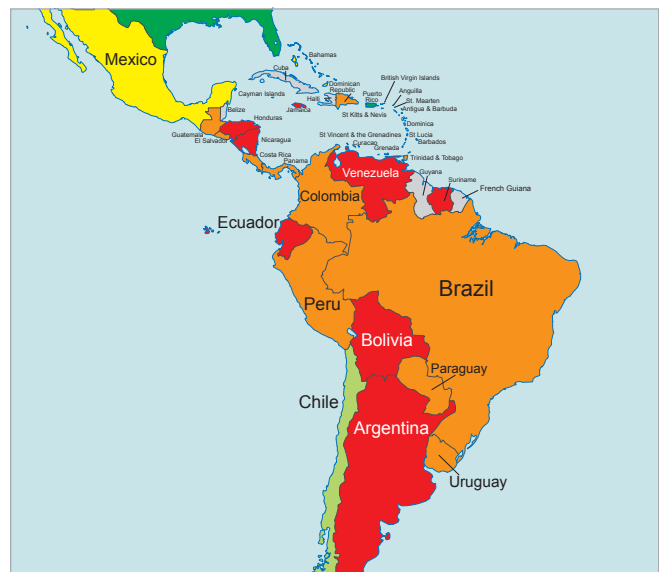 Mexico
Bahamas
Cuba
Cayman Islands
Dominican
Republic
Puerto
Rico
British Virgin Islands
Anguilla
St. Maarten
Antigua & Barbuda
Haiti
Jamaica
St Kitts & Nevis
Belize
Honduras
Dominica
Guatemala
El Salvador
Nicaragua
St Vincent & the Grenadines
St Lucia
Barbados
Curacao
Grenada
Costa Rica
Panama
Trinidad & Tobago
Venezuela
Guyana
Suriname
French Guiana
Colombia
Ecuador
Peru
Brazil
Bolivia
Paraguay
Chile
Argentina
Uruguay